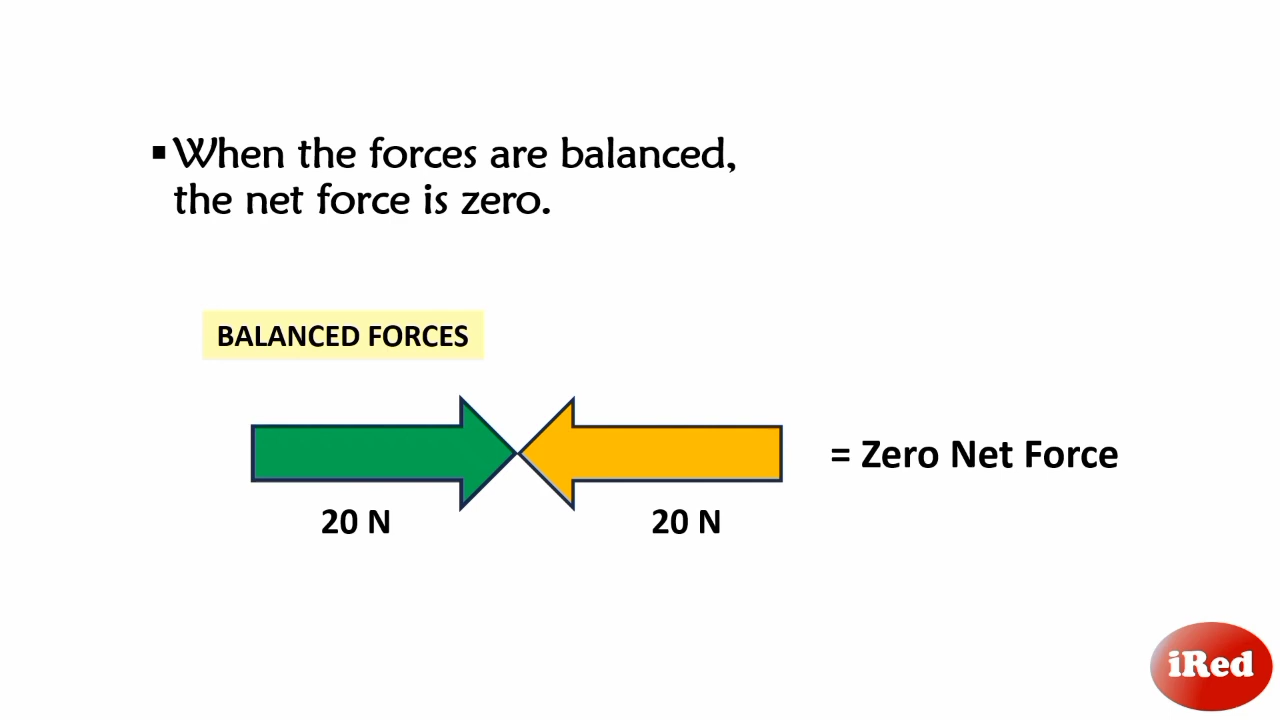 ▪When the forces are balanced,
the net force is zero.
BALANCED FORCES
= Zero Net Force
20 N 20 N
iRed